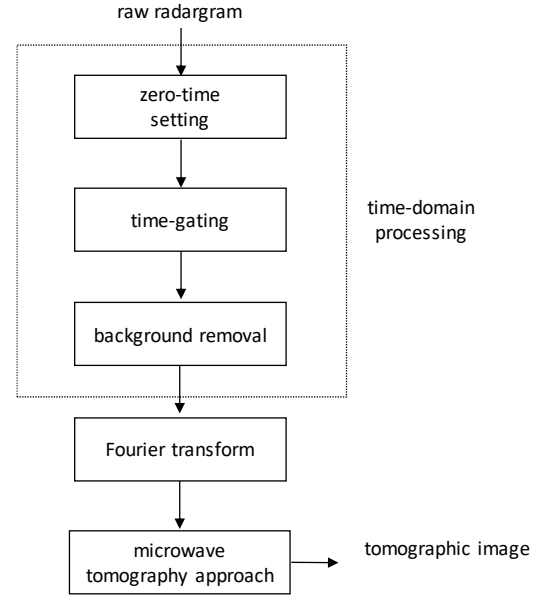 raw radargram
zero-time
setting
time-gating
time-domain
processing
background removal
Fourier transform
microwave
tomography approach
tomographic image